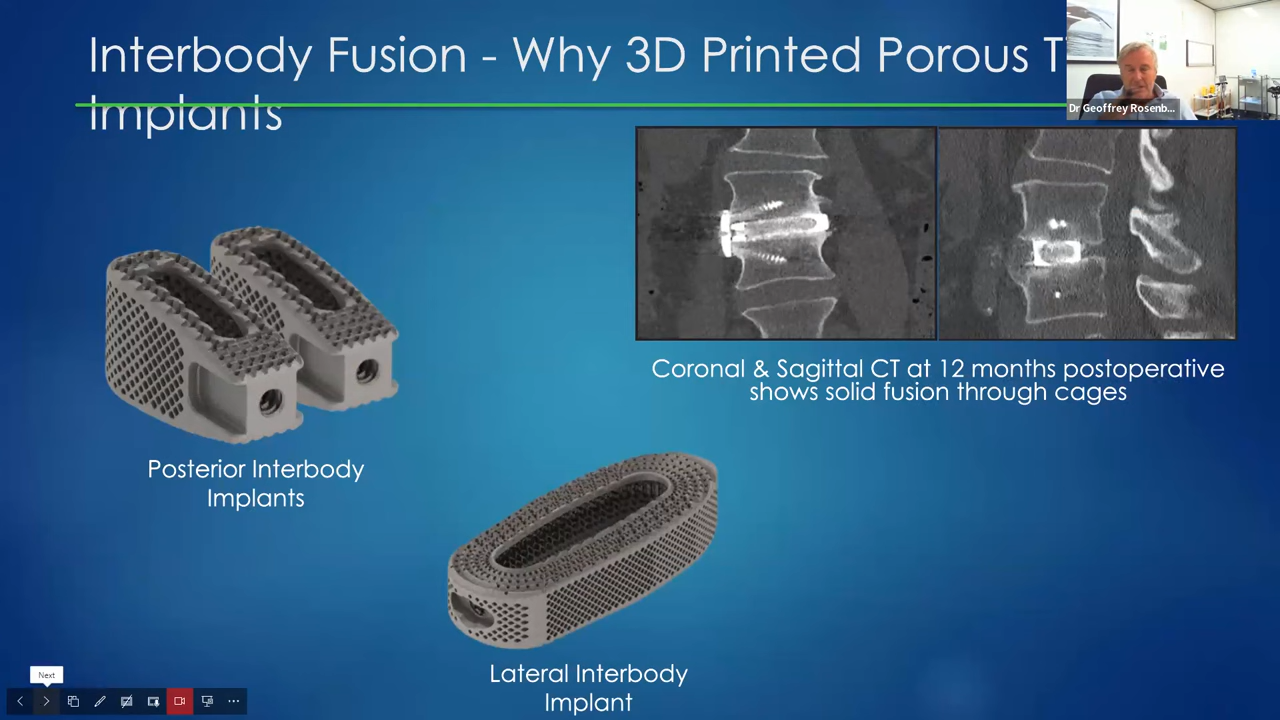 Interbody Fusion - Why 3D Printed Porous
Implants
Dr Geoffrey Rosenb...
Coronal & Sagittal CT at 12 months postoperative
shows solid fusion through cages
Posterior Interbody
Implants
Lateral Interbody
Implant
Next